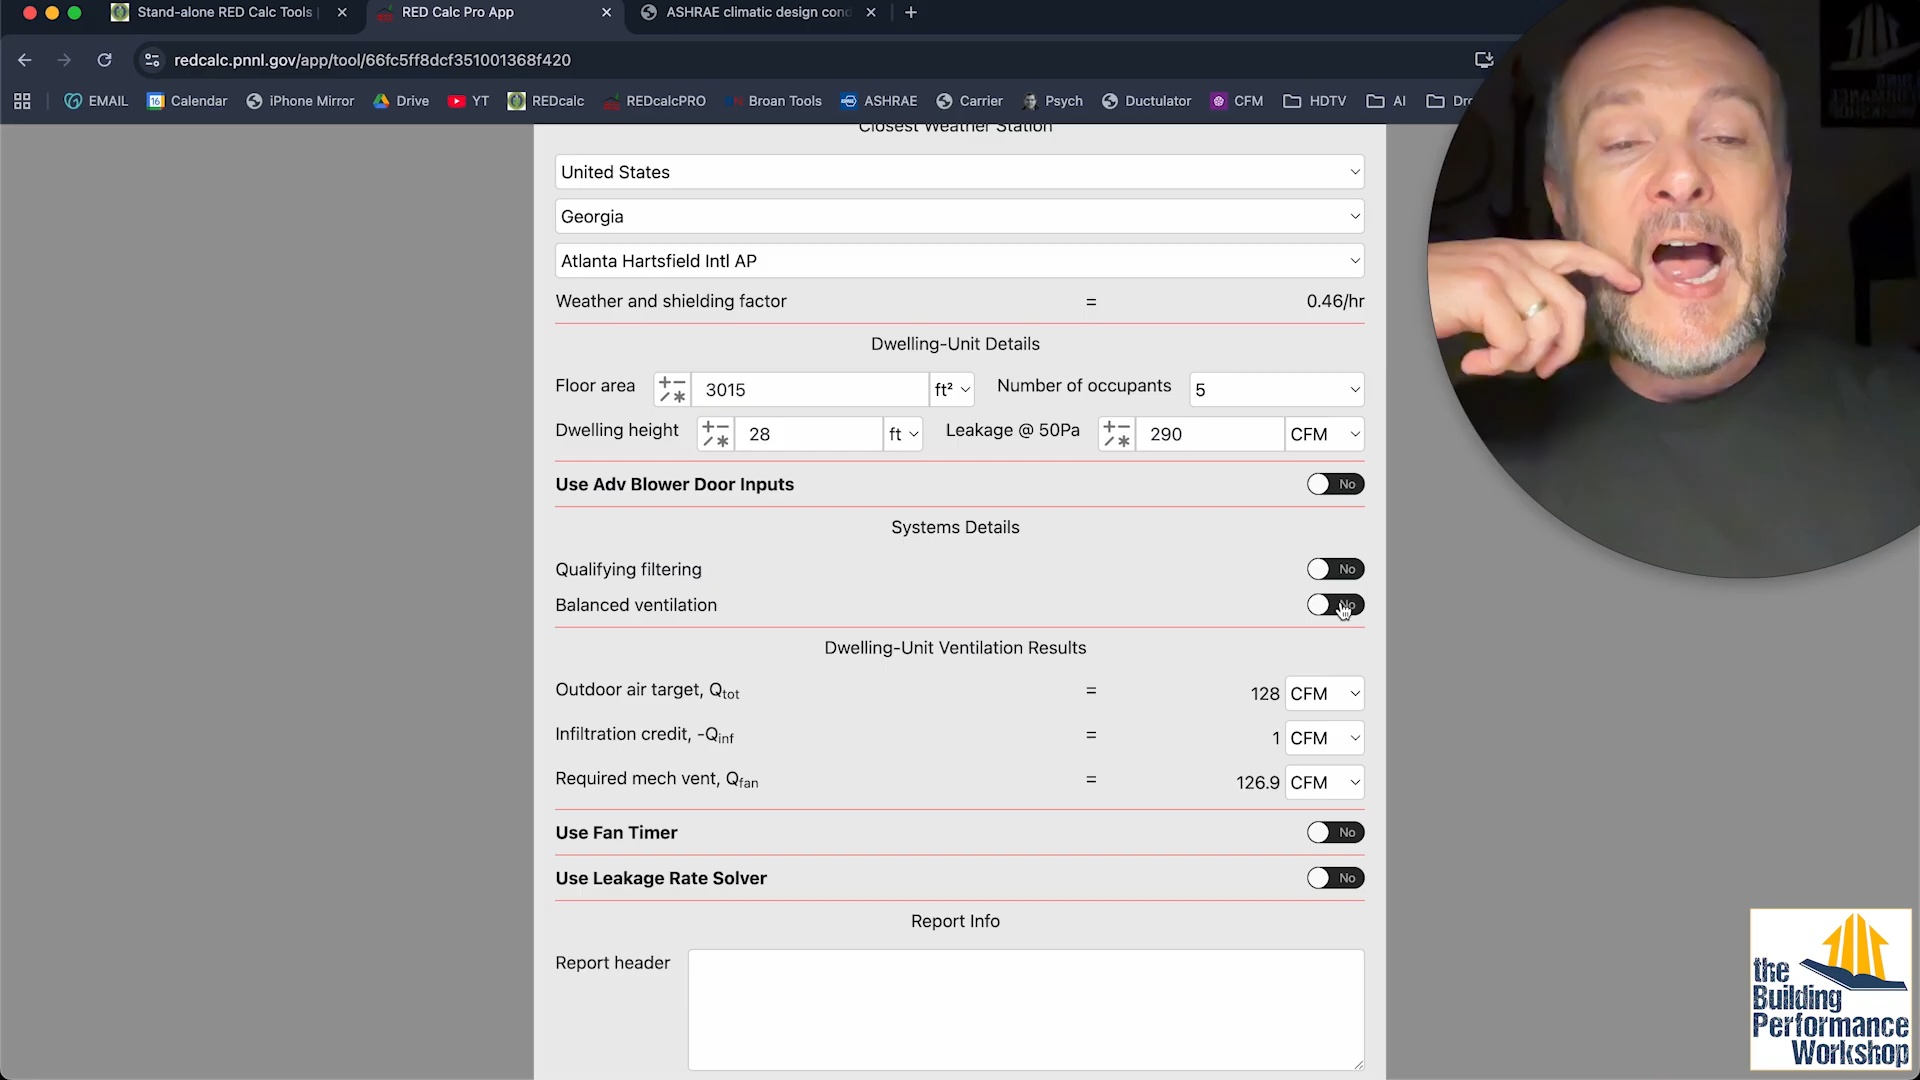 Stand-alone RED Calc Tools
RED Calc Pro App
ASHRAE climatic design con
redcalc.pnnl.gov/app/tool/66fc5ff8dcf351001368f420
EMAIL
Calendar
iPhone Mirror
Drive
YT
REDcalc
REDcalcPRO
Broan Tools
ASHRAE
Carrier
Psych
Ductulator
CFM
HDTV
AI
Dr
Closest Weather Station
United States
Georgia
Atlanta Hartsfield Intl AP
Weather and shielding factor = 0.46/hr
Dwelling-Unit Details
Floor area 3015 ft² Number of occupants 5
Dwelling height 28 ft Leakage @ 50Pa 290 CFM
Use Adv Blower Door Inputs No
Systems Details
Qualifying filtering No
Balanced ventilation No
Dwelling-Unit Ventilation Results
Outdoor air target, Qtot = 128 CFM
Infiltration credit, -Qinf = 1 CFM
Required mech vent, Qfan = 126.9 CFM
Use Fan Timer No
Use Leakage Rate Solver No
Report Info
Report header
the
Building
Performance
Workshop